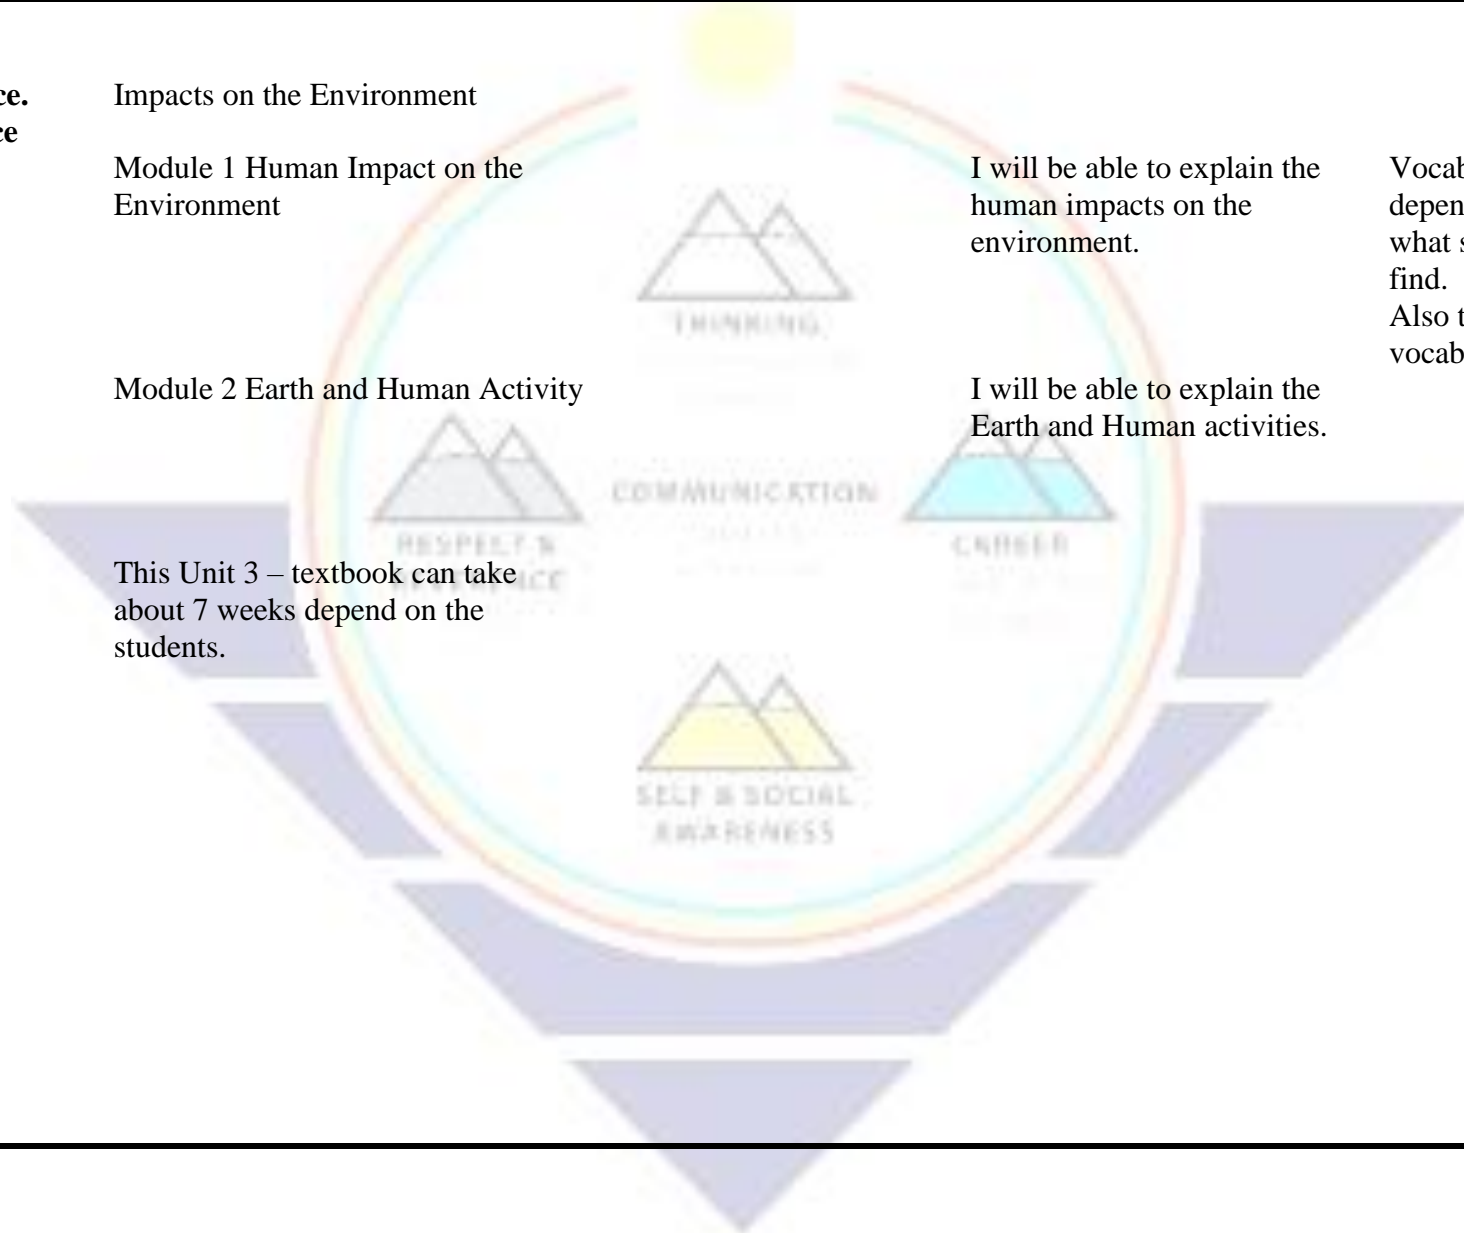 ce.
ce
Impacts on the Environment
Module 1 Human Impact on the
Environment
I will be able to explain the
human impacts on the
environment.
Vocab
depen
what s
find.
Also t
vocab
Module 2 Earth and Human Activity
I will be able to explain the
Earth and Human activities.
This Unit 3 – textbook can take
about 7 weeks depend on the
students.
THINKING
COMMUNICATION
RESPECT &
REVERENCE
CAREER
SELF & SOCIAL
AWARENESS